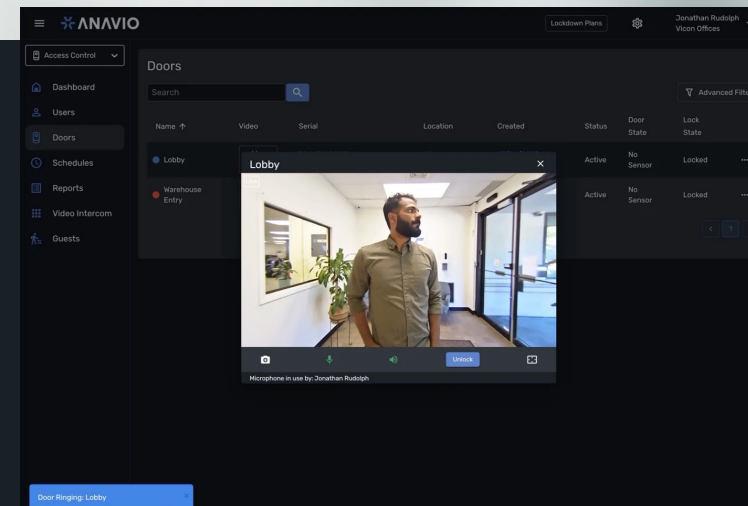 ANAVIO
Lockdown Plans
Jonathan Rudolph
Vicon Offices
Access Control
Dashboard
Users
Doors
Schedules
Reports
Video Intercom
Guests
Doors
Search
Advanced
Name ↑ Video Serial Location Created Status Door State Lock State
Lobby Active No Sensor Locked
Warehouse Entry Active No Sensor Locked
1
Lobby
Unlock
Microphone in use by: Jonathan Rudolph
Door Ringing: Lobby